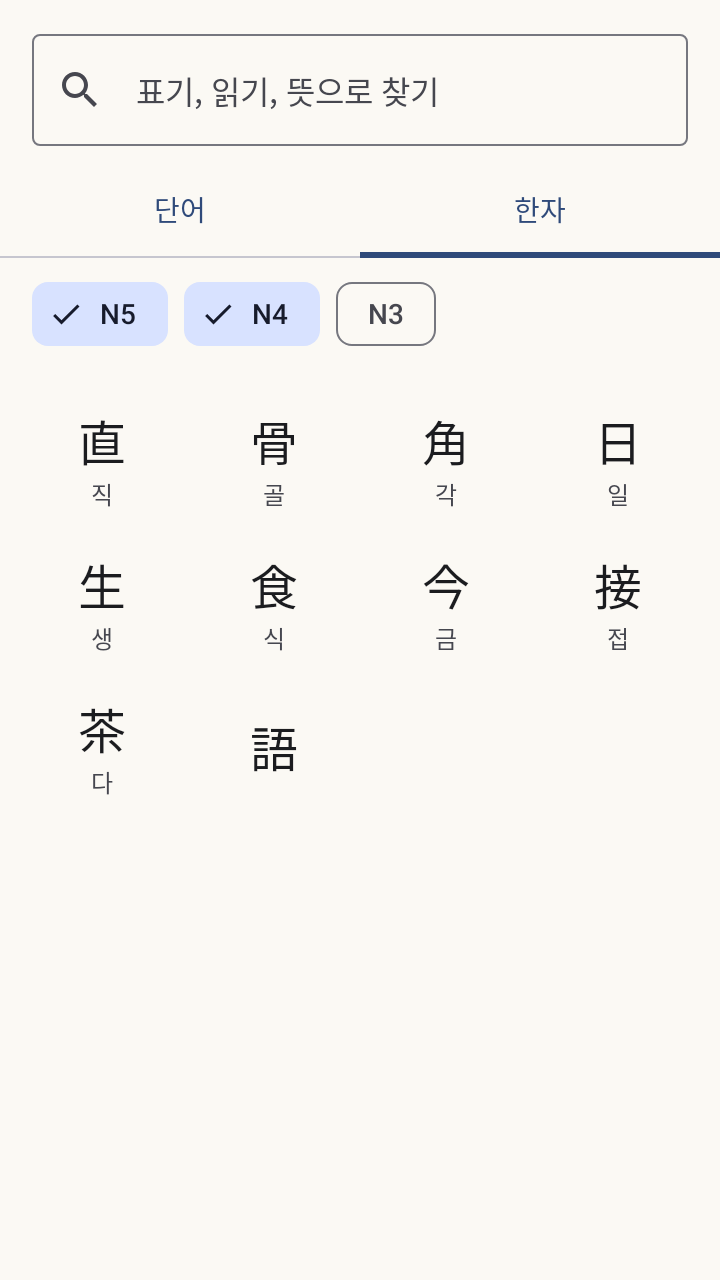 표기, 읽기, 뜻으로 찾기
단어 한자
N5 N4 N3
直 骨 角 日
직 골 각 일
生 食 今 接
생 식 금 접
茶 語
다